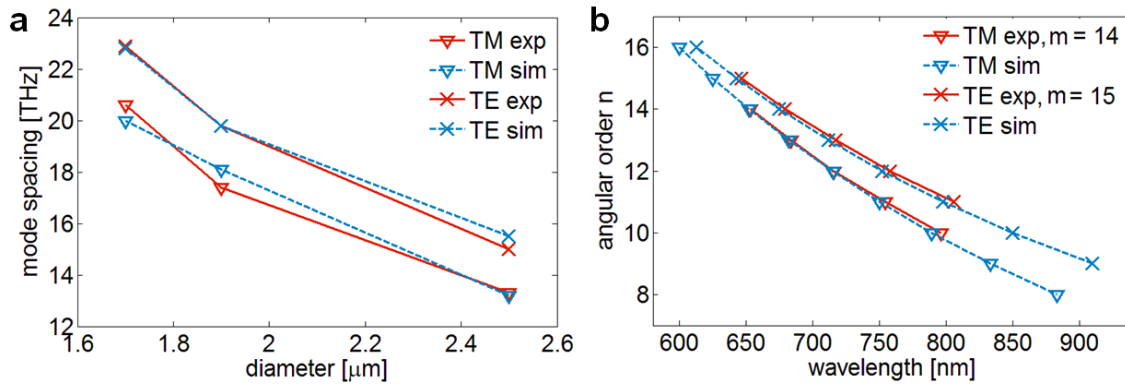 a
24
22
20
18
16
14
12
mode spacing [THz]
1.6
1.8
2
2.2
2.4
2.6
diameter [μm]
TM exp
TM sim
TE exp
TE sim
b
16
14
12
10
8
angular order n
600
650
700
750
800
850
900
wavelength [nm]
TM exp, m = 14
TM sim
TE exp, m = 15
TE sim